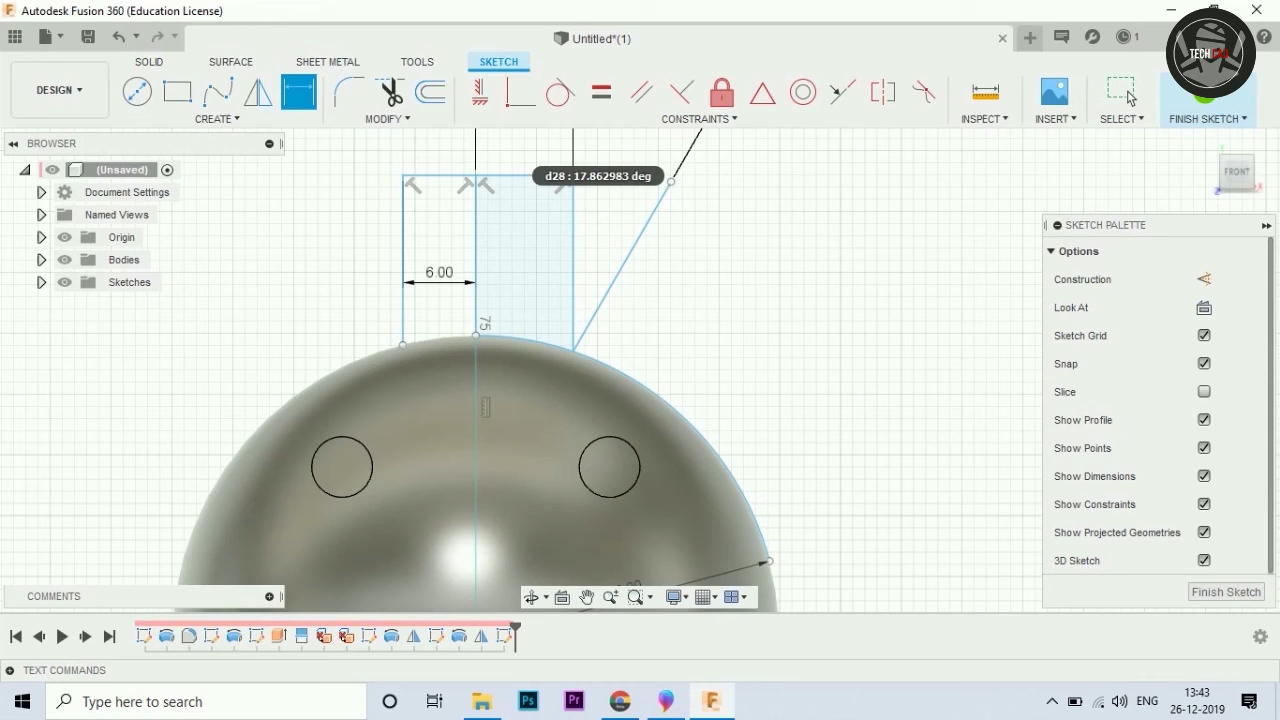 Autodesk Fusion 360 (Education License)
Untitled*(1)
1
TECH
SOLID
SURFACE
SHEET METAL
TOOLS
SKETCH
DESIGN
CREATE
MODIFY
CONSTRAINTS
INSPECT
INSERT
SELECT
FINISH SKETCH
BROWSER
(Unsaved)
Document Settings
Named Views
Origin
Bodies
Sketches
d28 : 17.862983 deg
6.00
75
FRONT
Z
X
SKETCH PALETTE
Options
Construction
Look At
Sketch Grid
Snap
Slice
Show Profile
Show Points
Show Dimensions
Show Constraints
Show Projected Geometries
3D Sketch
Finish Sketch
COMMENTS
TEXT COMMANDS
Type here to search
Ps
Pr
ENG
13:43
26-12-2019